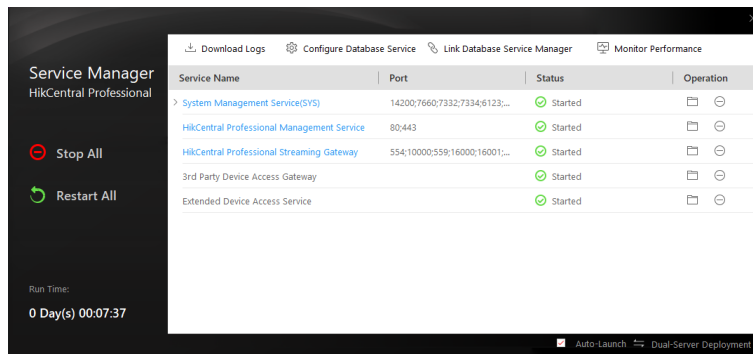 Download Logs Configure Database Service Link Database Service Manager Monitor Performance
Service Manager
HikCentral Professional
Stop All
Restart All
Run Time:
0 Day(s) 00:07:37
Service Name Port Status Operation
System Management Service(SYS) 14200;7660;7332;7334;6123;... Started
HikCentral Professional Management Service 80;443 Started
HikCentral Professional Streaming Gateway 554;10000;559;16000;16001;... Started
3rd Party Device Access Gateway Started
Extended Device Access Service Started
Auto-Launch Dual-Server Deployment